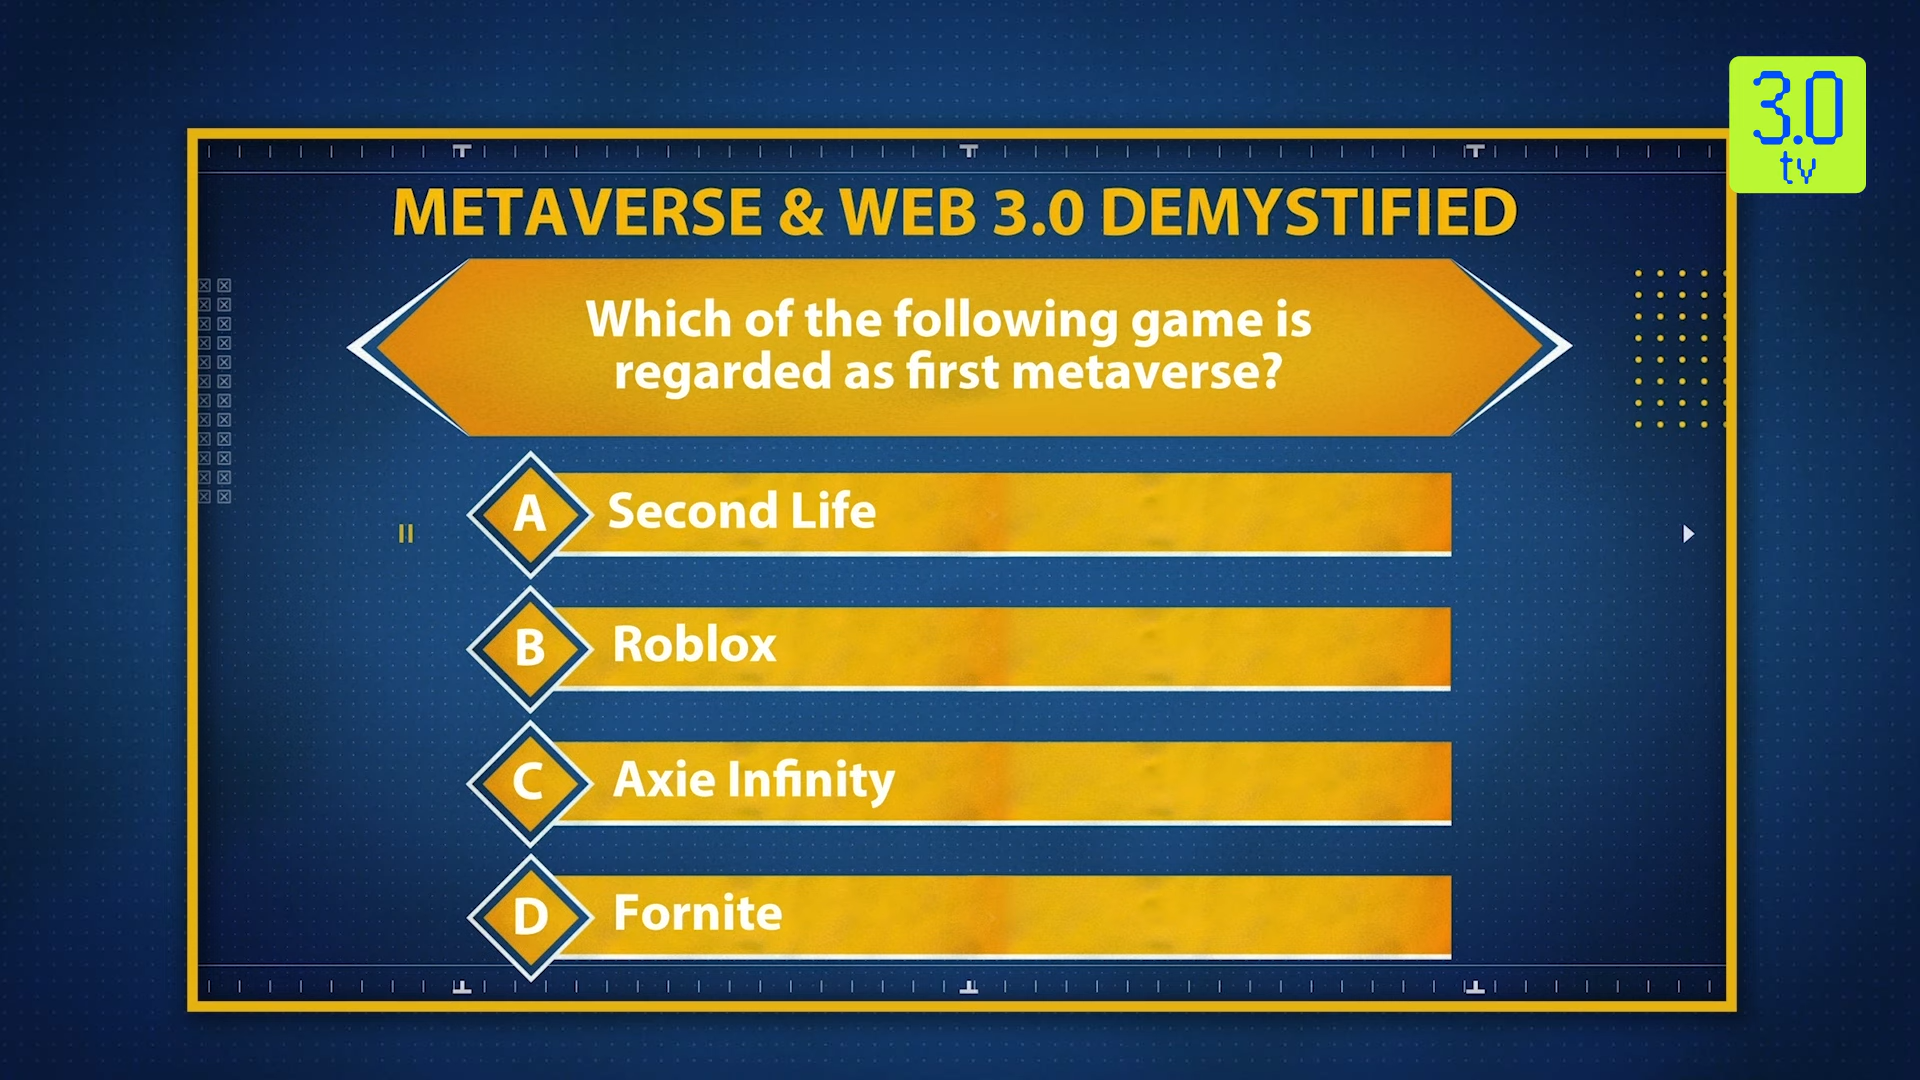 3.0
tv
METAVERSE & WEB 3.0 DEMYSTIFIED
Which of the following game is
regarded as first metaverse?
A Second Life
B Roblox
C Axie Infinity
D Fornite